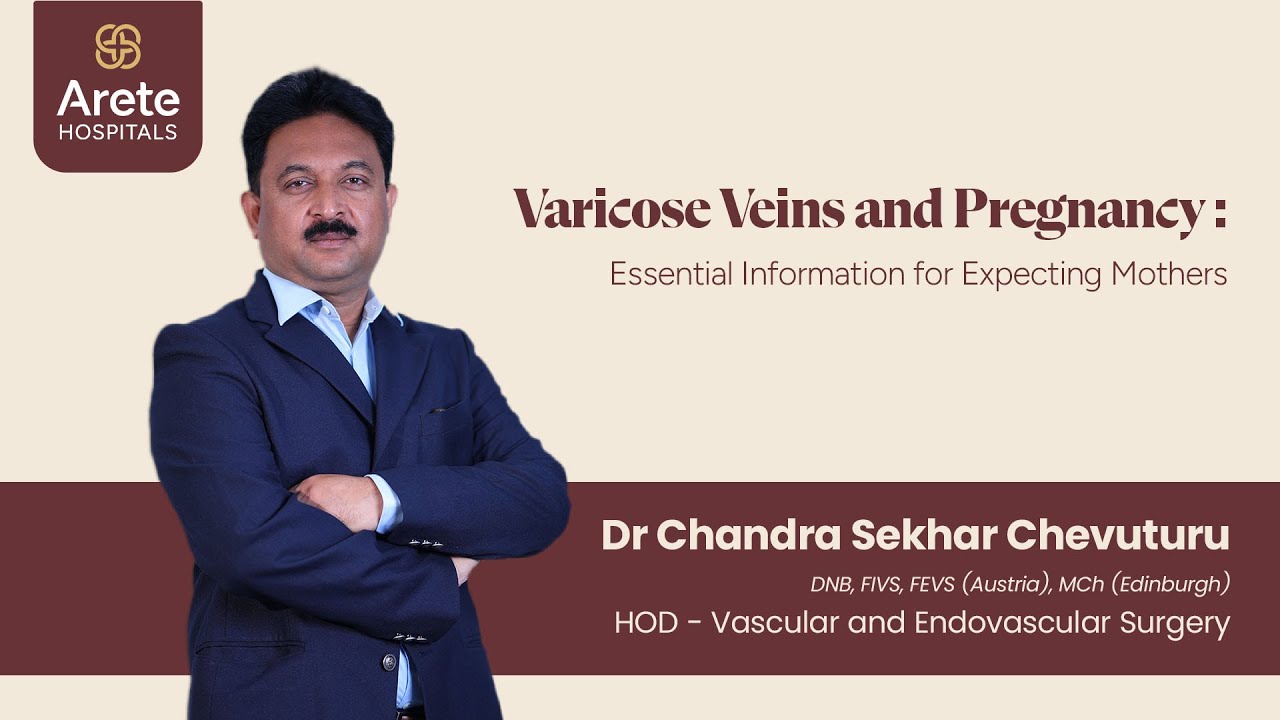 Arete
HOSPITALS
Varicose Veins and Pregnancy :
Essential Information for Expecting Mothers
Dr Chandra Sekhar Chevuturu
DNB, FIVS, FEVS (Austria), MCh (Edinburgh)
HOD - Vascular and Endovascular Surgery